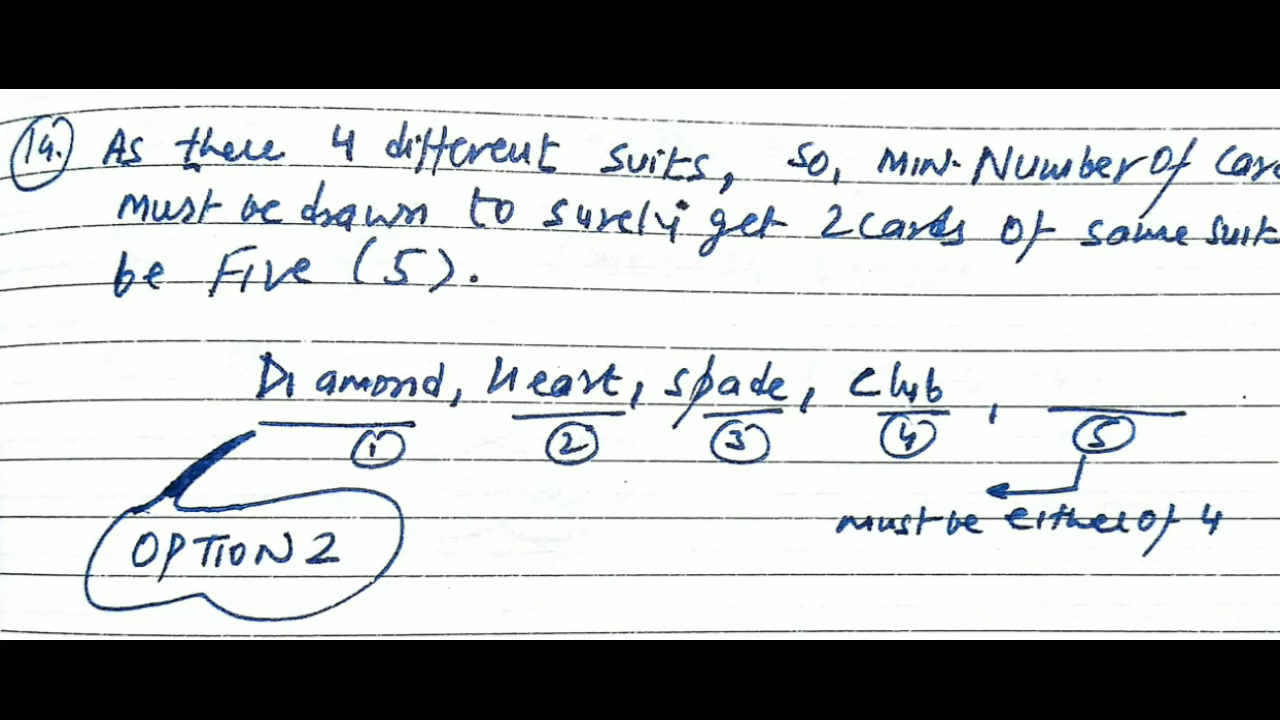 14. As there 4 different suits, so, MIN. Number of
must be drawn to surely get 2 cards of same suit
be Five (5).
Diamond, Heart, spade, Club, ____
1 2 3 4 5
must be either of 4
OPTION 2